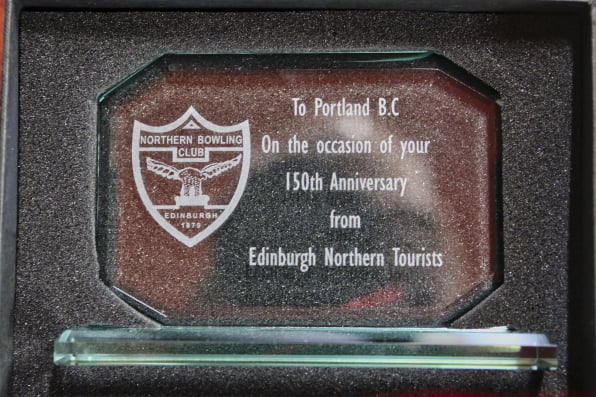 NORTHERN BOWLING
CLUB
EDINBURGH
1879
To Portland B.C
On the occasion of your
150th Anniversary
from
Edinburgh Northern Tourists